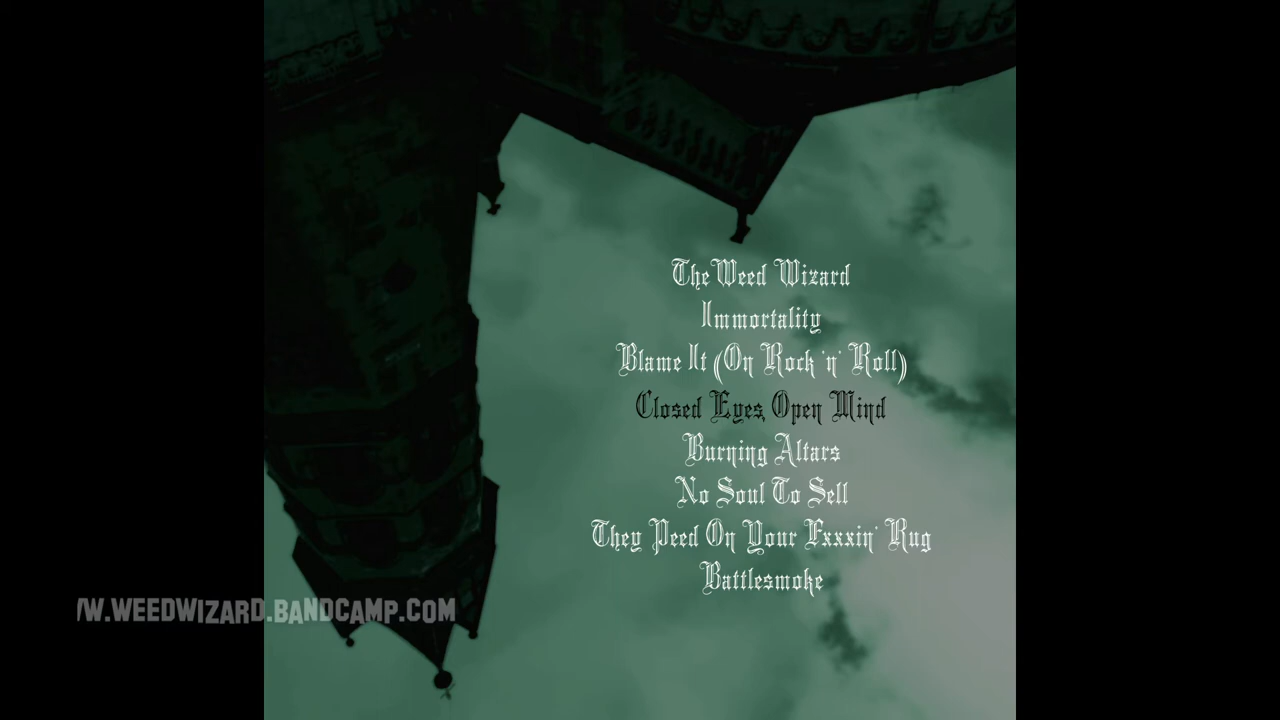 The Weed Wizard
Immortality
Blame It (On Rock 'n' Roll)
Closed Eyes, Open Mind
Burning Altars
No Soul To Sell
They Peed On Your Fxxxin' Rug
Battlesmoke
W.WEEDWIZARD.BANDCAMP.COM